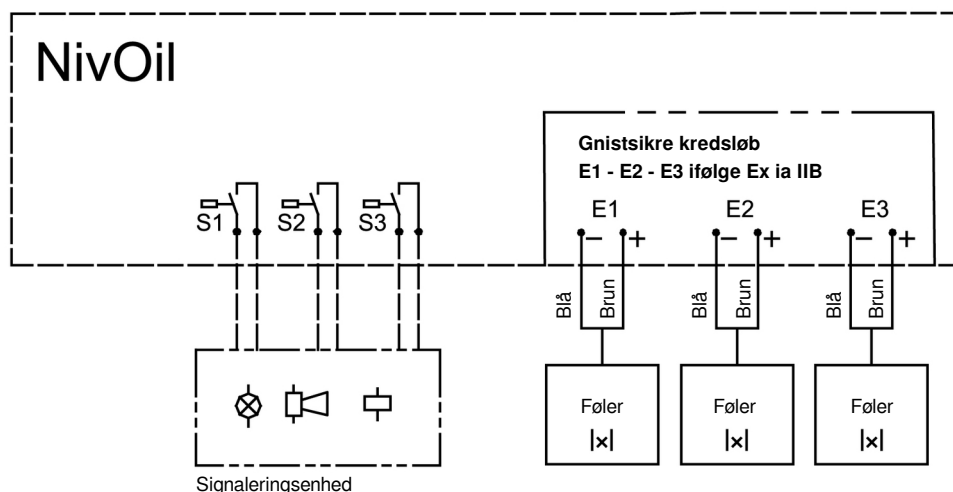 NivOil
Gnistsikre kredsløb
E1 - E2 - E3 ifølge Ex ia IIB
S1 S2 S3
E1 E2 E3
− + − + − +
Blå Brun Blå Brun Blå Brun
Føler Føler Føler
|×| |×| |×|
Signaleringsenhed